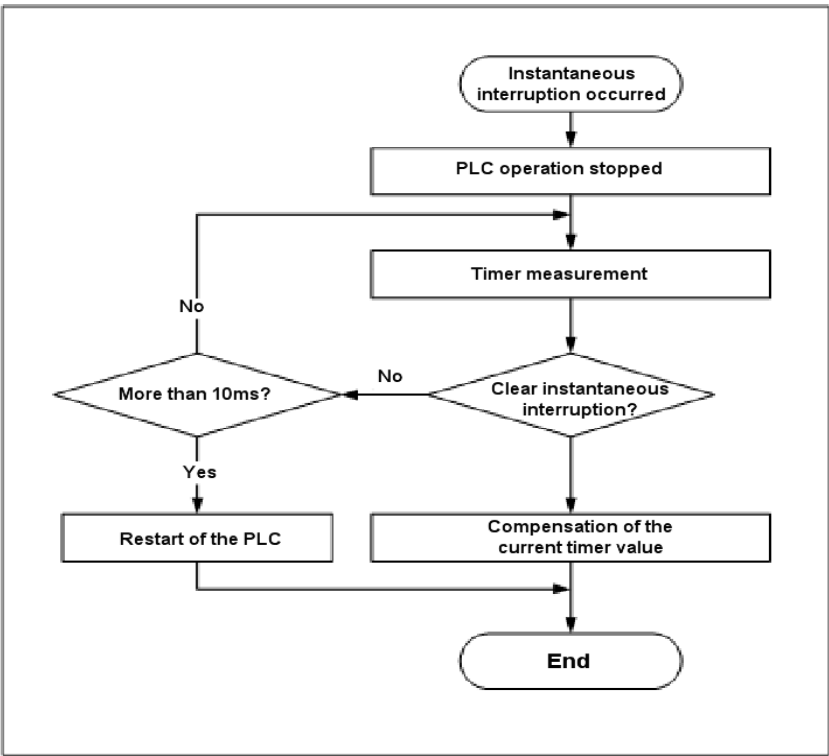 Instantaneous
interruption occurred
PLC operation stopped
Timer measurement
No
More than 10ms?
No
Clear instantaneous
interruption?
Yes
Restart of the PLC
Compensation of the
current timer value
End